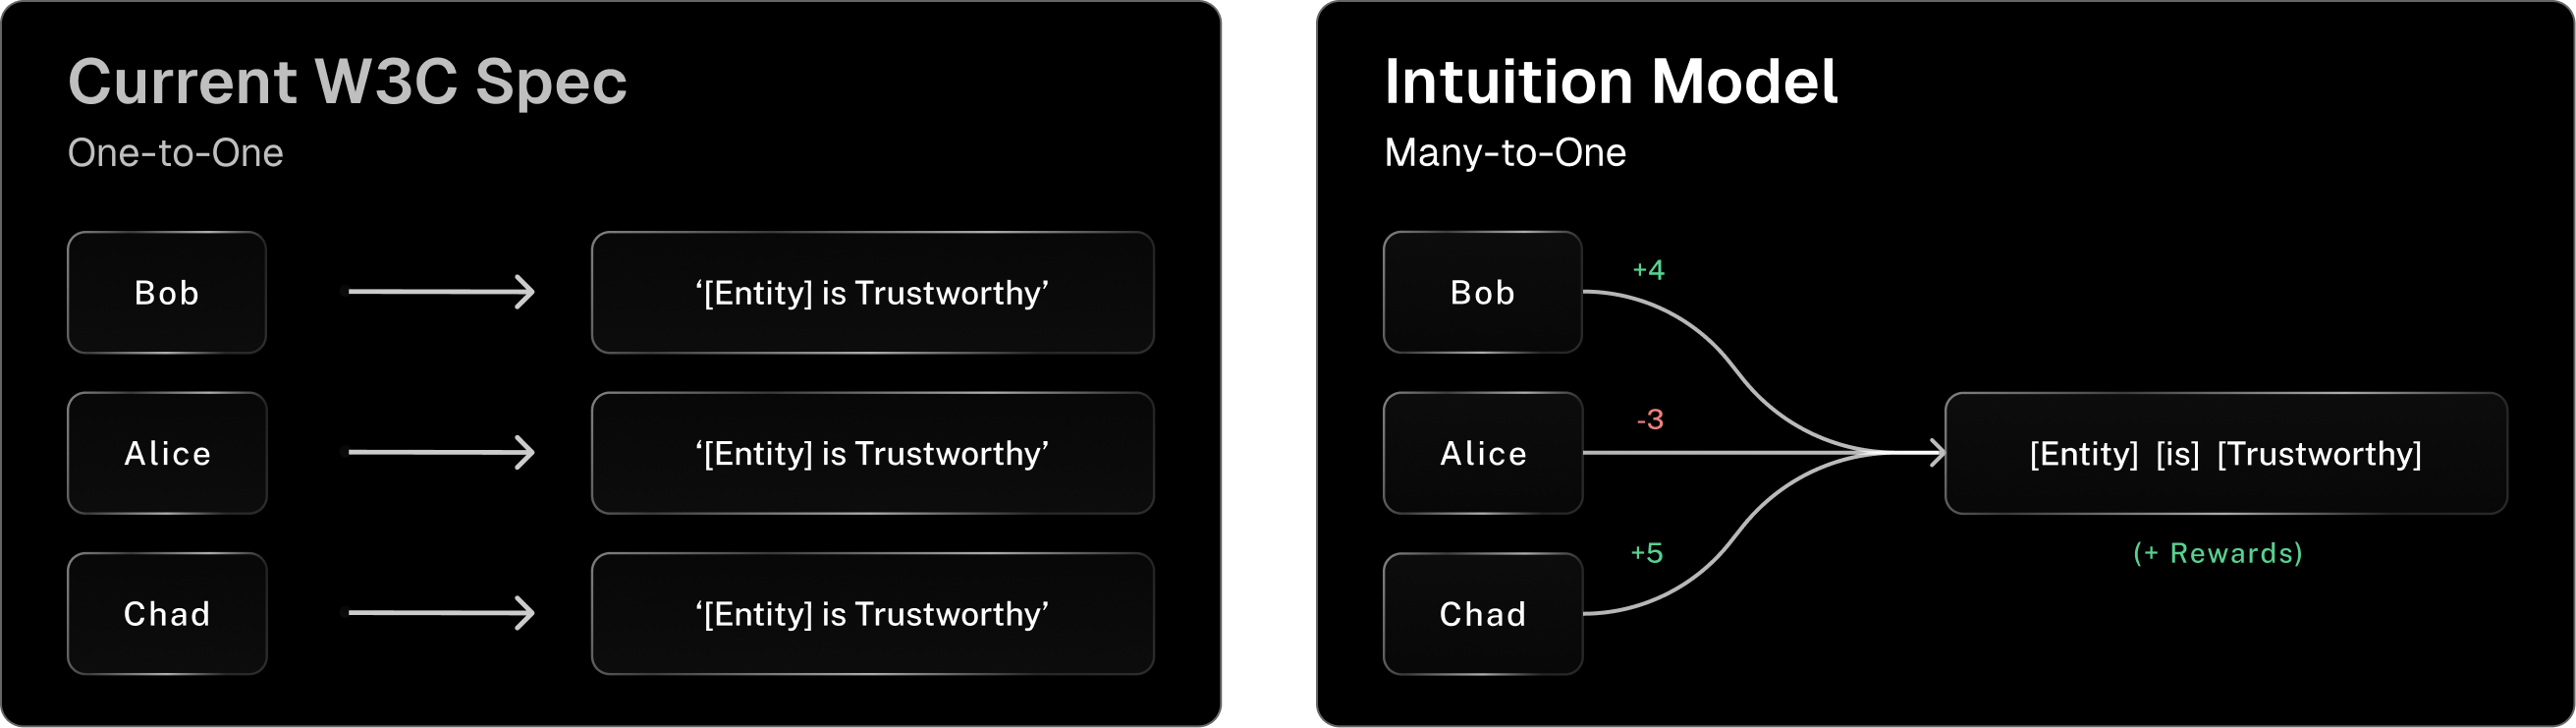 Current W3C Spec
One-to-One
Bob
‘[Entity] is Trustworthy’
Alice
‘[Entity] is Trustworthy’
Chad
‘[Entity] is Trustworthy’
Intuition Model
Many-to-One
Bob
+4
Alice
-3
Chad
+5
[Entity] [is] [Trustworthy]
(+ Rewards)